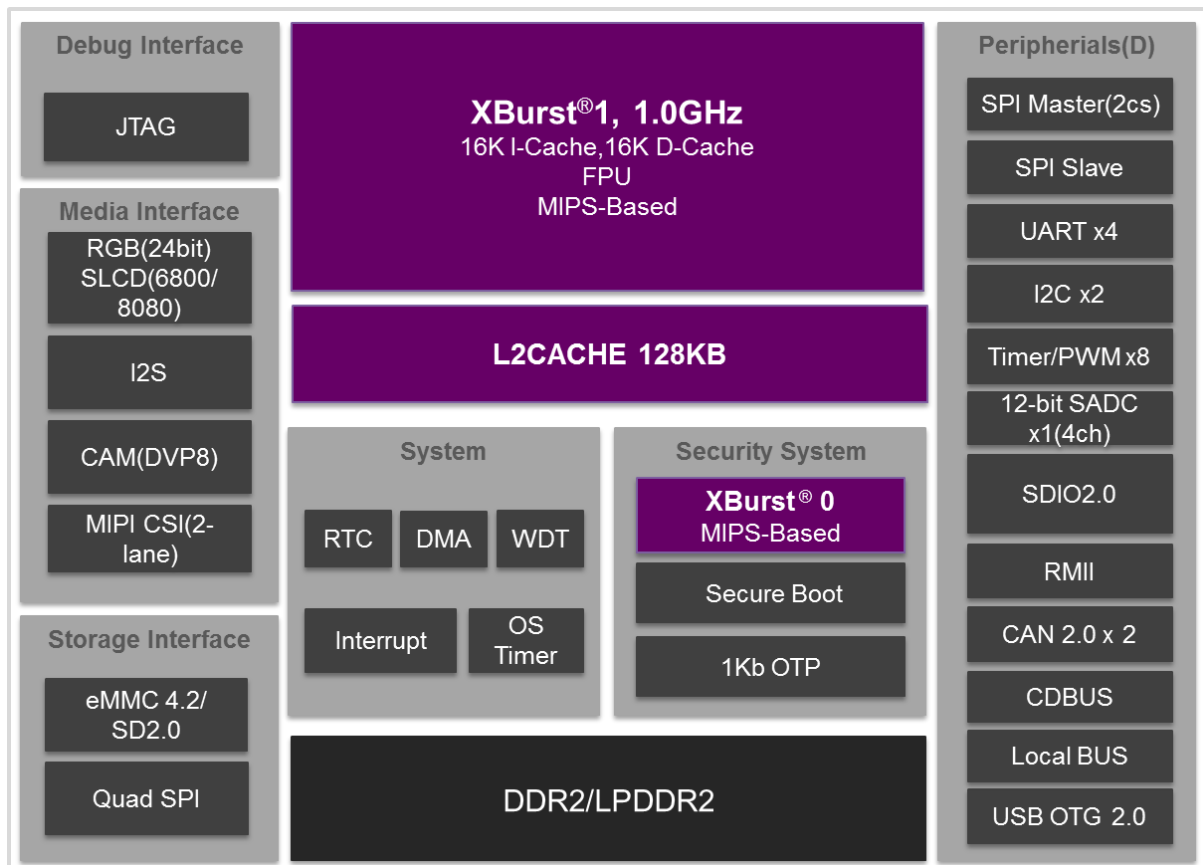 Debug Interface
JTAG
Media Interface
RGB(24bit)
SLCD(6800/
8080)
I2S
CAM(DVP8)
MIPI CSI(2-
lane)
Storage Interface
eMMC 4.2/
SD2.0
Quad SPI
XBurst®1, 1.0GHz
16K I-Cache,16K D-Cache
FPU
MIPS-Based
L2CACHE 128KB
System
RTC
DMA
WDT
Interrupt
OS
Timer
Security System
XBurst® 0
MIPS-Based
Secure Boot
1Kb OTP
DDR2/LPDDR2
Peripherials(D)
SPI Master(2cs)
SPI Slave
UART x4
I2C x2
Timer/PWM x8
12-bit SADC
x1(4ch)
SDIO2.0
RMII
CAN 2.0 x 2
CDBUS
Local BUS
USB OTG 2.0